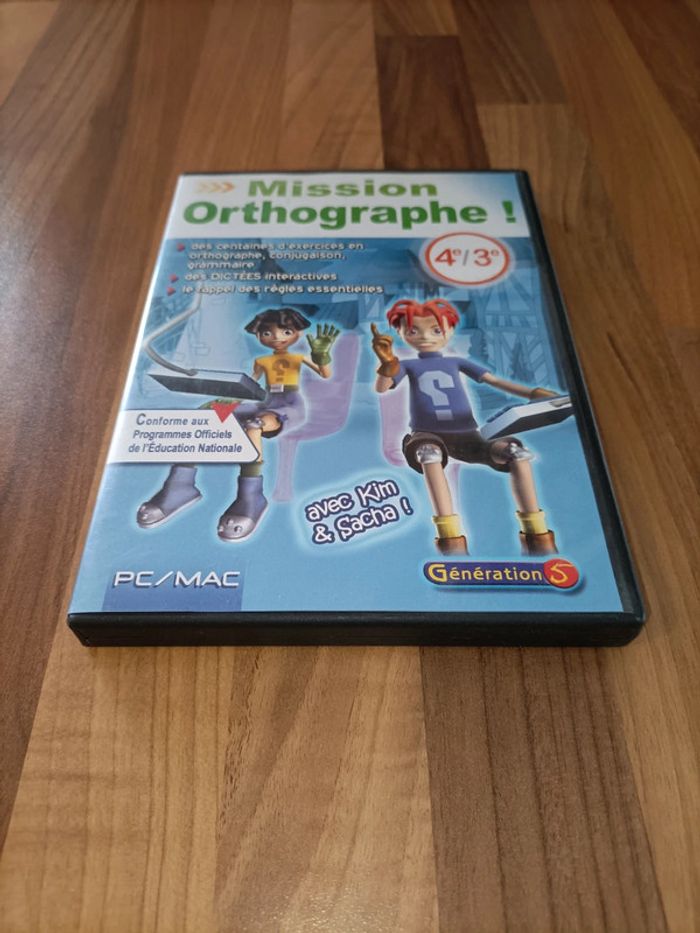 >>> Mission
Orthographe !
des centaines d'exercices en
orthographe, conjugaison,
grammaire
des DICTÉES interactives
le rappel des règles essentielles
4e/3e
Conforme aux
Programmes Officiels
de l'Éducation Nationale
avec Kim
& Sacha !
PC/MAC
Génération 5